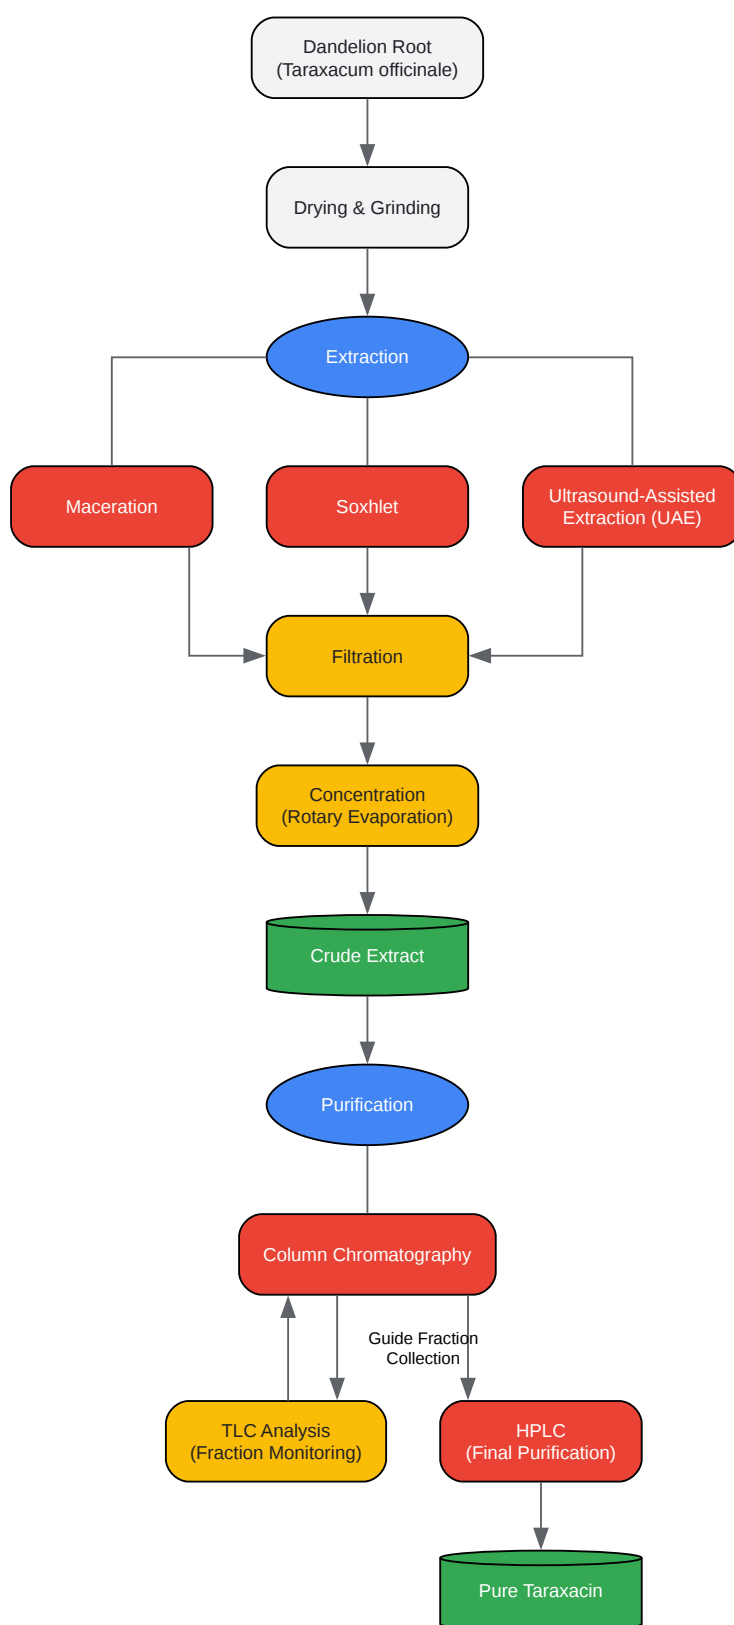 Dandelion Root
(Taraxacum officinale)
Drying & Grinding
Extraction
Maceration
Soxhlet
Ultrasound-Assisted
Extraction (UAE)
Filtration
Concentration
(Rotary Evaporation)
Crude Extract
Purification
Column Chromatography
Guide Fraction
Collection
TLC Analysis
(Fraction Monitoring)
HPLC
(Final Purification)
Pure Taraxacin